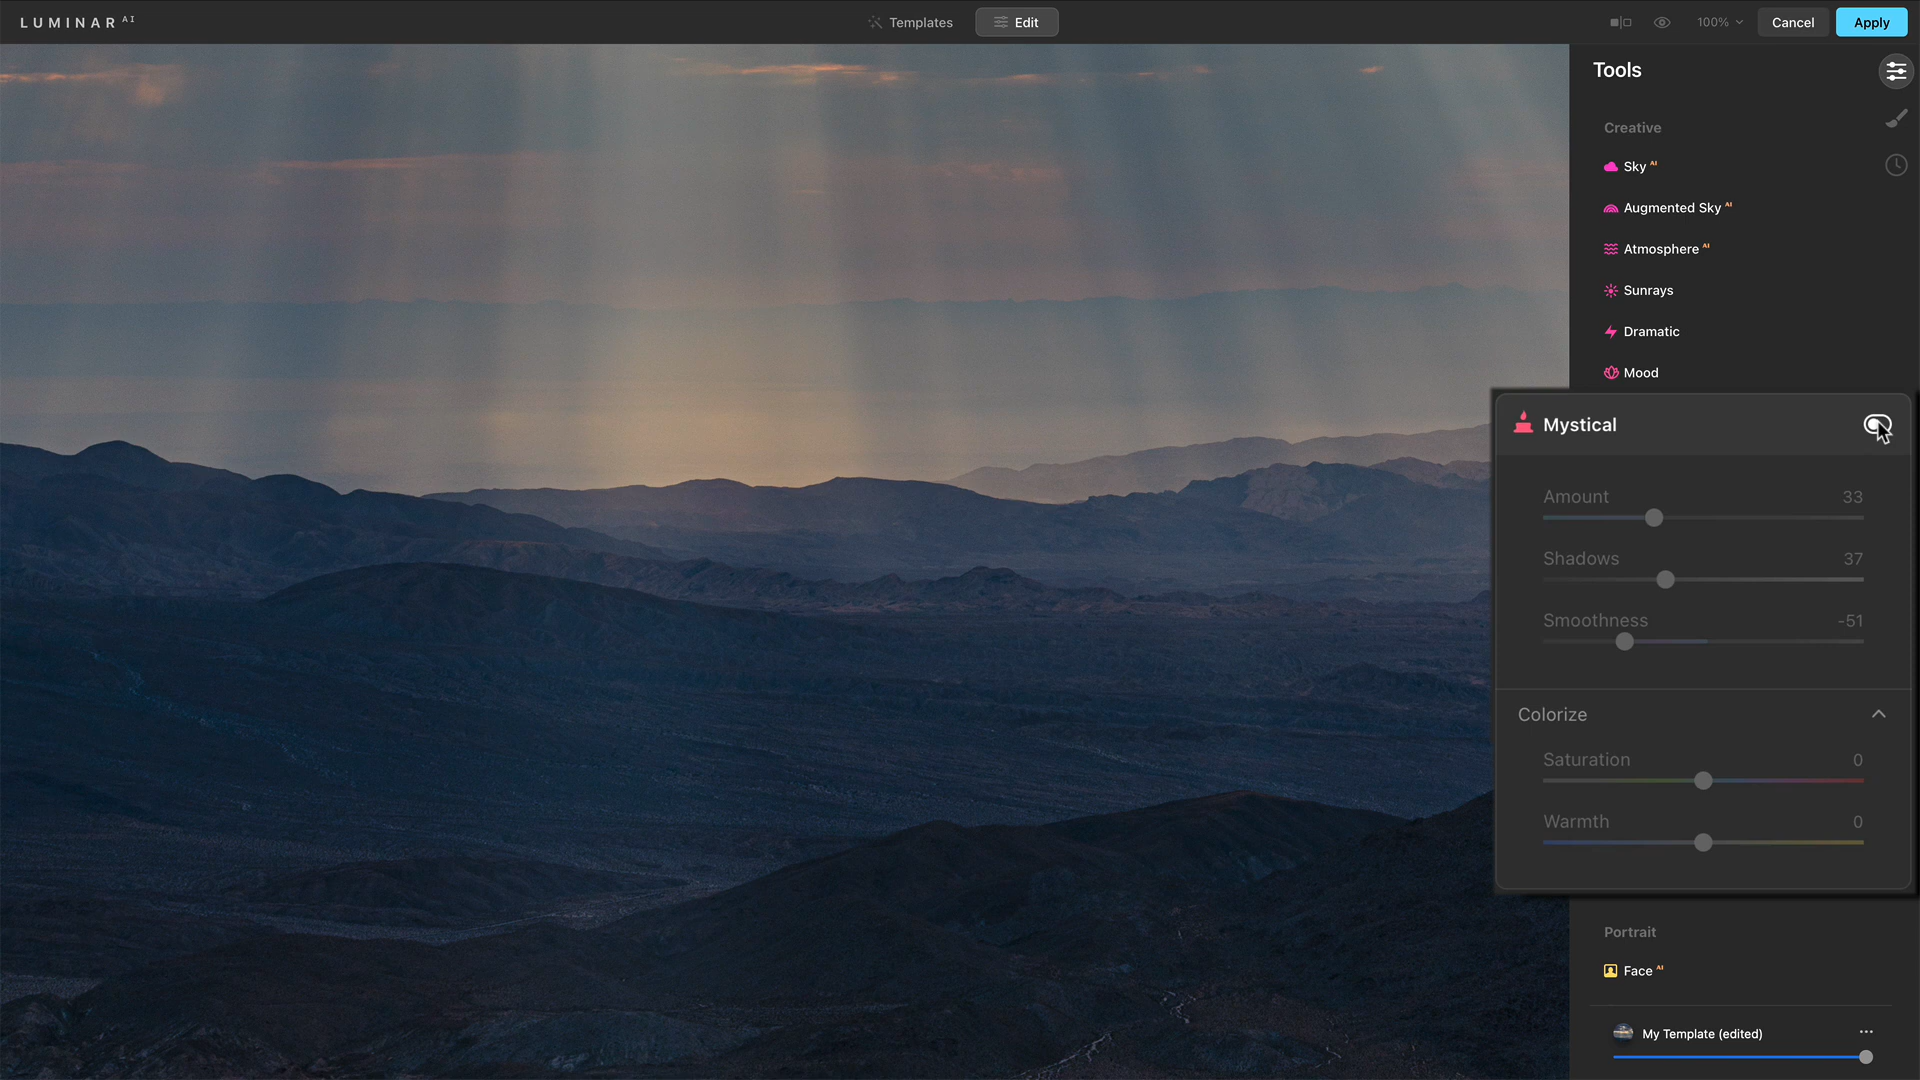 LUMINAR AI
Templates
Edit
100%
Cancel
Apply
Tools
Creative
Sky AI
Augmented Sky AI
Atmosphere AI
Sunrays
Dramatic
Mood
Mystical
Amount 33
Shadows 37
Smoothness -51
Colorize
Saturation 0
Warmth 0
Portrait
Face AI
My Template (edited)